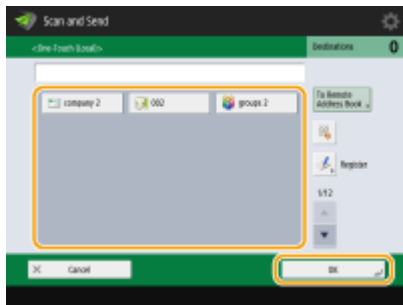 Scan and Send
<One-Touch (Local)>
Destinations 0
company 2
002
groups 2
To Remote
Address Book
Register
1/12
Cancel
OK